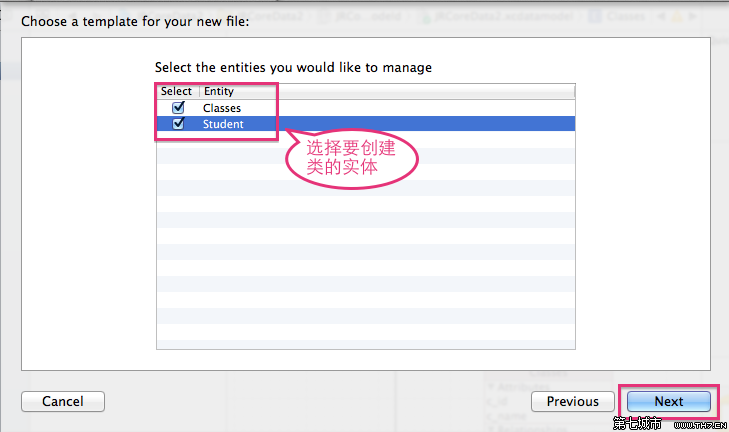 Choose a template for your new file:
Select the entities you would like to manage
Select Entity
Classes
Student
选择要创建
类的实体
Cancel
Previous
Next
第七城市 WWW.TH7.CN